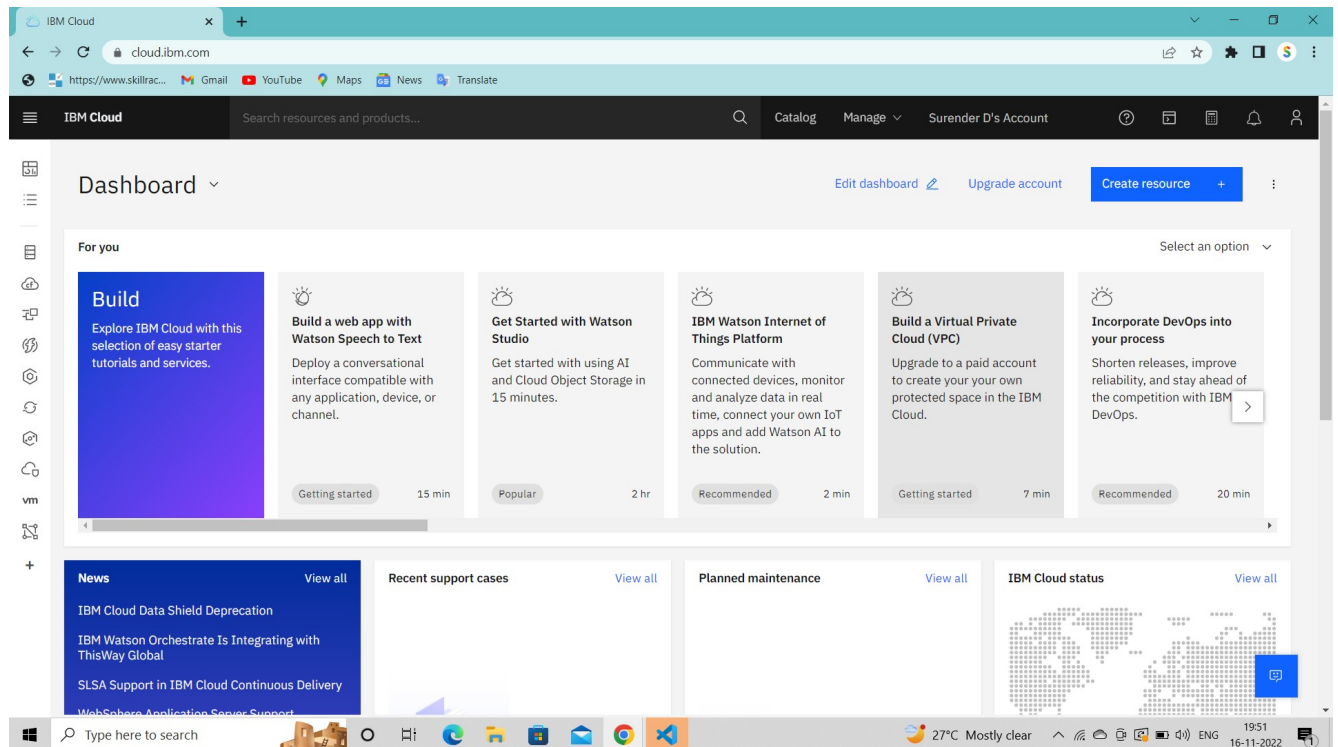 IBM Cloud
cloud.ibm.com
https://www.skillrac... Gmail YouTube Maps News Translate
IBM Cloud Search resources and products... Catalog Manage Surender D's Account
Dashboard Edit dashboard Upgrade account Create resource +
For you Select an option
Build
Explore IBM Cloud with this
selection of easy starter
tutorials and services.
Build a web app with
Watson Speech to Text
Deploy a conversational
interface compatible with
any application, device, or
channel.
Getting started 15 min
Get Started with Watson
Studio
Get started with using AI
and Cloud Object Storage in
15 minutes.
Popular 2 hr
IBM Watson Internet of
Things Platform
Communicate with
connected devices, monitor
and analyze data in real
time, connect your own IoT
apps and add Watson AI to
the solution.
Recommended 2 min
Build a Virtual Private
Cloud (VPC)
Upgrade to a paid account
to create your your own
protected space in the IBM
Cloud.
Getting started 7 min
Incorporate DevOps into
your process
Shorten releases, improve
reliability, and stay ahead of
the competition with IBM
DevOps.
Recommended 20 min
vm
News View all
IBM Cloud Data Shield Deprecation
IBM Watson Orchestrate Is Integrating with
ThisWay Global
SLSA Support in IBM Cloud Continuous Delivery
WebSphere Application Server Support
Recent support cases View all
Planned maintenance View all
IBM Cloud status View all
Type here to search
27°C Mostly clear ENG
19:51
16-11-2022